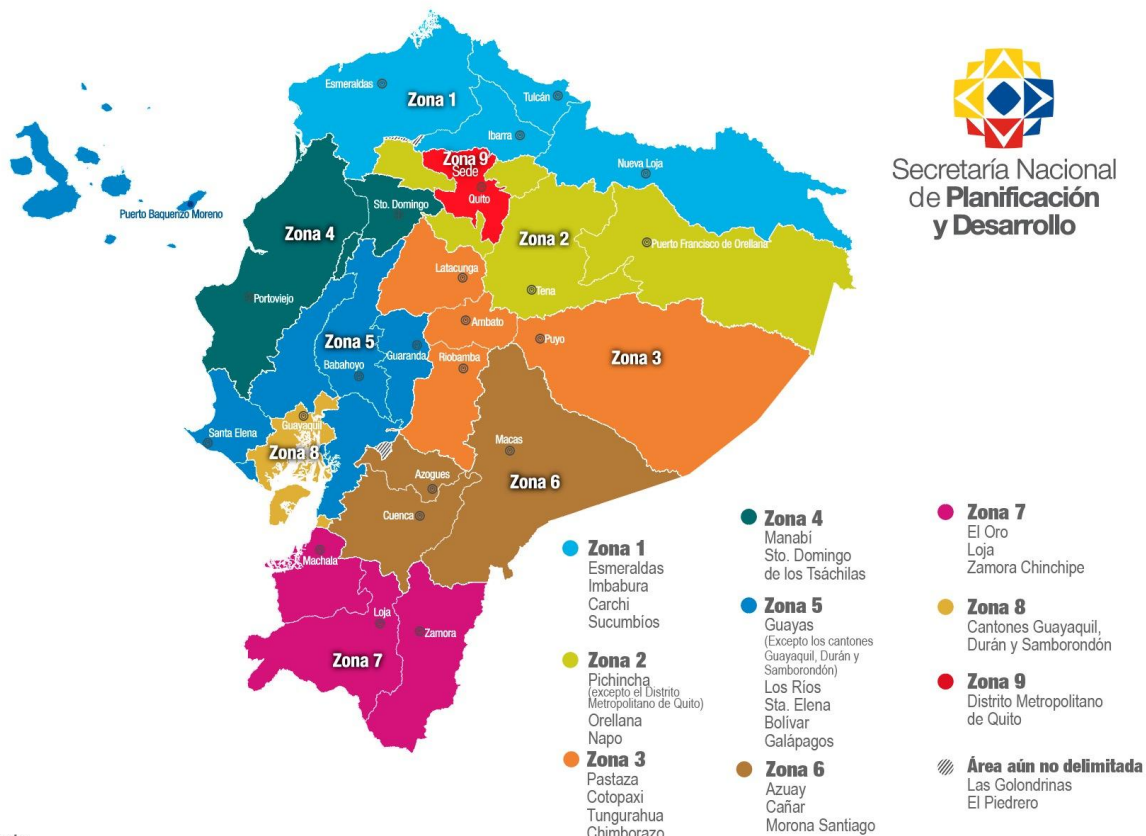 Esmeraldas
Zona 1
Tulcán
Ibarra
Nueva Loja
Zona 9
Sede
Quito
Puerto Baquerizo Moreno
Sto. Domingo
Zona 4
Zona 2
Puerto Francisco de Orellana
Latacunga
Tena
Portoviejo
Ambato
Zona 5
Puyo
Guaranda
Riobamba
Zona 3
Babahoyo
Guayaquil
Santa Elena
Zona 8
Macas
Azogues
Zona 6
Cuenca
Machala
Loja
Zamora
Zona 7
Secretaría Nacional
de Planificación
y Desarrollo
Zona 1
Esmeraldas
Imbabura
Carchi
Sucumbíos
Zona 2
Pichincha
(excepto el Distrito
Metropolitano de Quito)
Orellana
Napo
Zona 3
Pastaza
Cotopaxi
Tungurahua
Chimborazo
Zona 4
Manabí
Sto. Domingo
de los Tsáchilas
Zona 5
Guayas
(Excepto los cantones
Guayaquil, Durán y
Samborondón)
Los Ríos
Sta. Elena
Bolívar
Galápagos
Zona 6
Azuay
Cañar
Morona Santiago
Zona 7
El Oro
Loja
Zamora Chinchipe
Zona 8
Cantones Guayaquil,
Durán y Samborondón
Zona 9
Distrito Metropolitano
de Quito
Área aún no delimitada
Las Golondrinas
El Piedrero